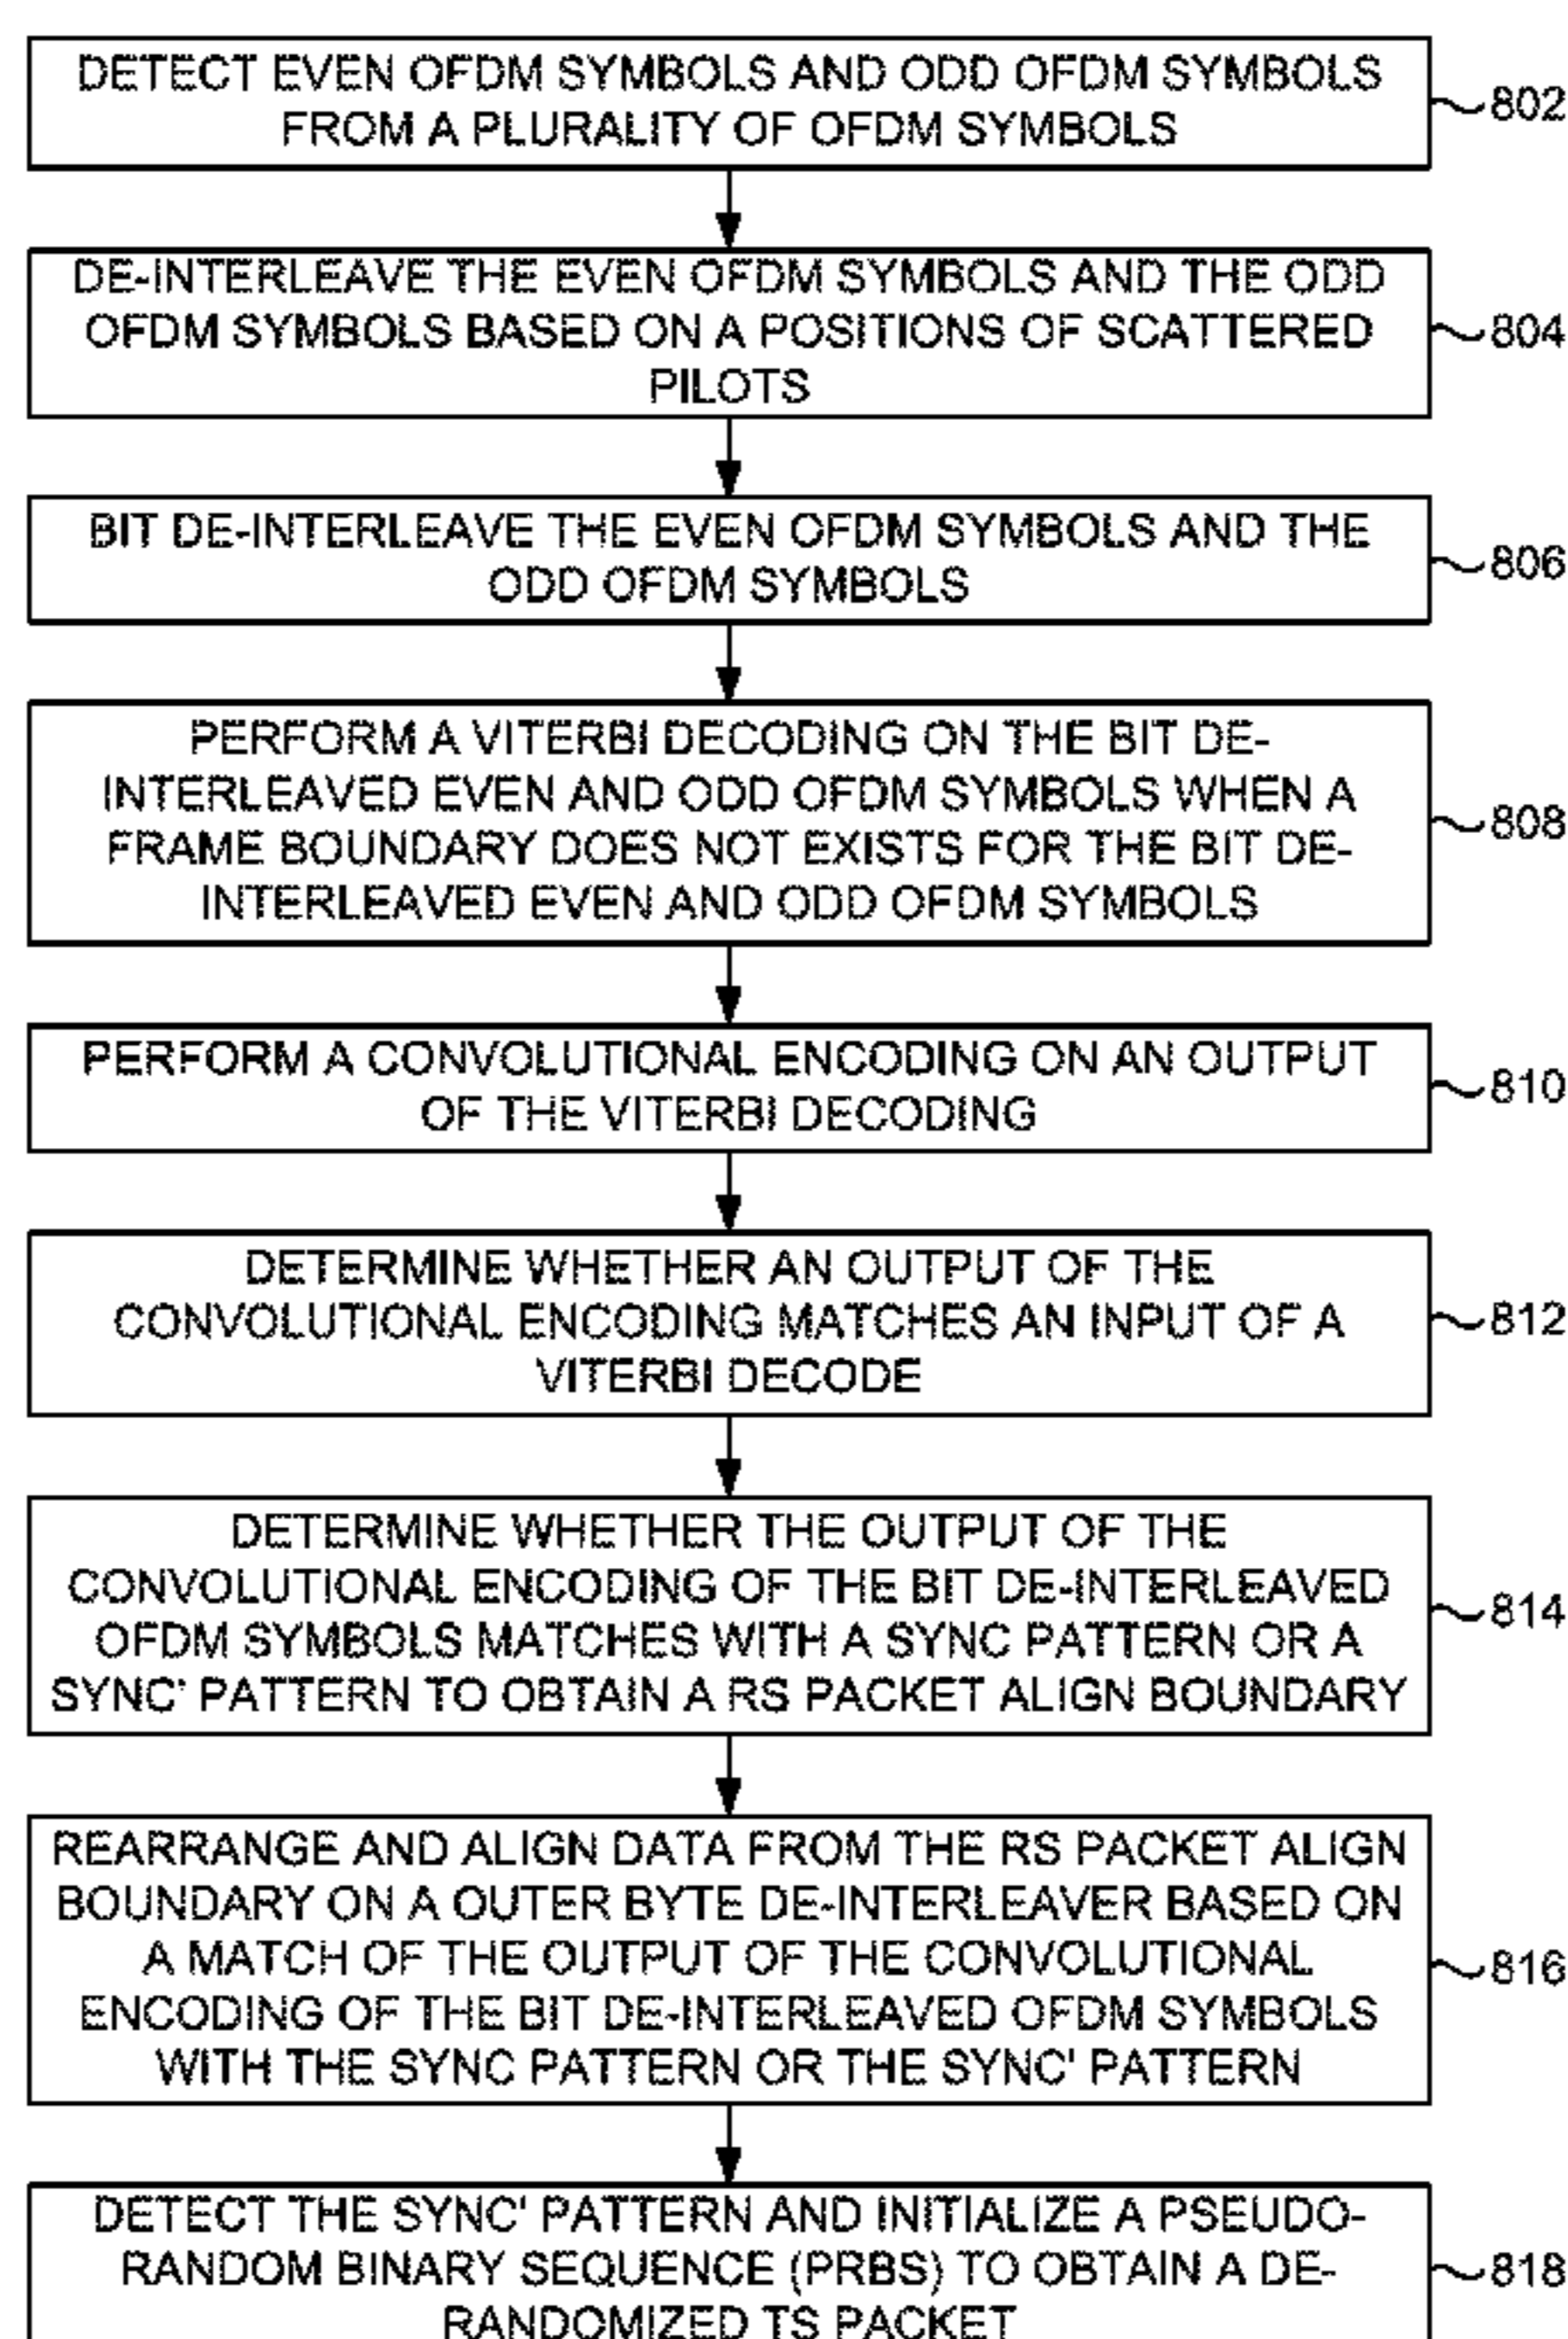 DETECT EVEN OFDM SYMBOLS AND ODD OFDM SYMBOLS
FROM A PLURALITY OF OFDM SYMBOLS
802
DE-INTERLEAVE THE EVEN OFDM SYMBOLS AND THE ODD
OFDM SYMBOLS BASED ON A POSITIONS OF SCATTERED
PILOTS
804
BIT DE-INTERLEAVE THE EVEN OFDM SYMBOLS AND THE
ODD OFDM SYMBOLS
806
PERFORM A VITERBI DECODING ON THE BIT DE-
INTERLEAVED EVEN AND ODD OFDM SYMBOLS WHEN A
FRAME BOUNDARY DOES NOT EXISTS FOR THE BIT DE-
INTERLEAVED EVEN AND ODD OFDM SYMBOLS
808
PERFORM A CONVOLUTIONAL ENCODING ON AN OUTPUT
OF THE VITERBI DECODING
810
DETERMINE WHETHER AN OUTPUT OF THE
CONVOLUTIONAL ENCODING MATCHES AN INPUT OF A
VITERBI DECODE
812
DETERMINE WHETHER THE OUTPUT OF THE
CONVOLUTIONAL ENCODING OF THE BIT DE-INTERLEAVED
OFDM SYMBOLS MATCHES WITH A SYNC PATTERN OR A
SYNC' PATTERN TO OBTAIN A RS PACKET ALIGN BOUNDARY
814
REARRANGE AND ALIGN DATA FROM THE RS PACKET ALIGN
BOUNDARY ON A OUTER BYTE DE-INTERLEAVER BASED ON
A MATCH OF THE OUTPUT OF THE CONVOLUTIONAL
ENCODING OF THE BIT DE-INTERLEAVED OFDM SYMBOLS
WITH THE SYNC PATTERN OR THE SYNC' PATTERN
816
DETECT THE SYNC' PATTERN AND INITIALIZE A PSEUDO-
RANDOM BINARY SEQUENCE (PRBS) TO OBTAIN A DE-
RANDOMIZED TS PACKET
818